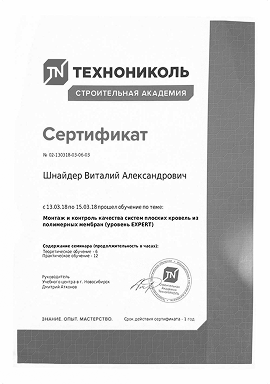 TN ТЕХНОНИКОЛЬ
СТРОИТЕЛЬНАЯ АКАДЕМИЯ
Сертификат
№ 02-130318-03-06-03
Шнайдер Виталий Александрович
с 13.03.18 по 15.03.18 прошел обучение по теме:
Монтаж и контроль качества систем плоских кровель из
полимерных мембран (уровень EXPERT)
Содержание семинара (продолжительность в часах):
Теоретическое обучение - 6
Практическое обучение - 12
Руководитель
Учебного центра в г. Новосибирск
Дмитрий
ЗНАНИЕ. ОПЫТ. МАСТЕРСТВО.
Срок действия сертификата - 3 год